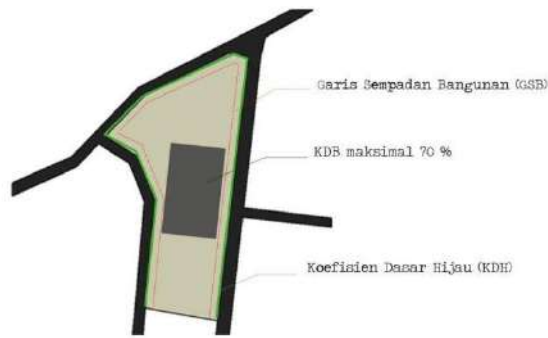 Garis Sempadan Bangunan (GSB)
KDB maksimal 70 %
Koefisien Dasar Hijau (KDH)